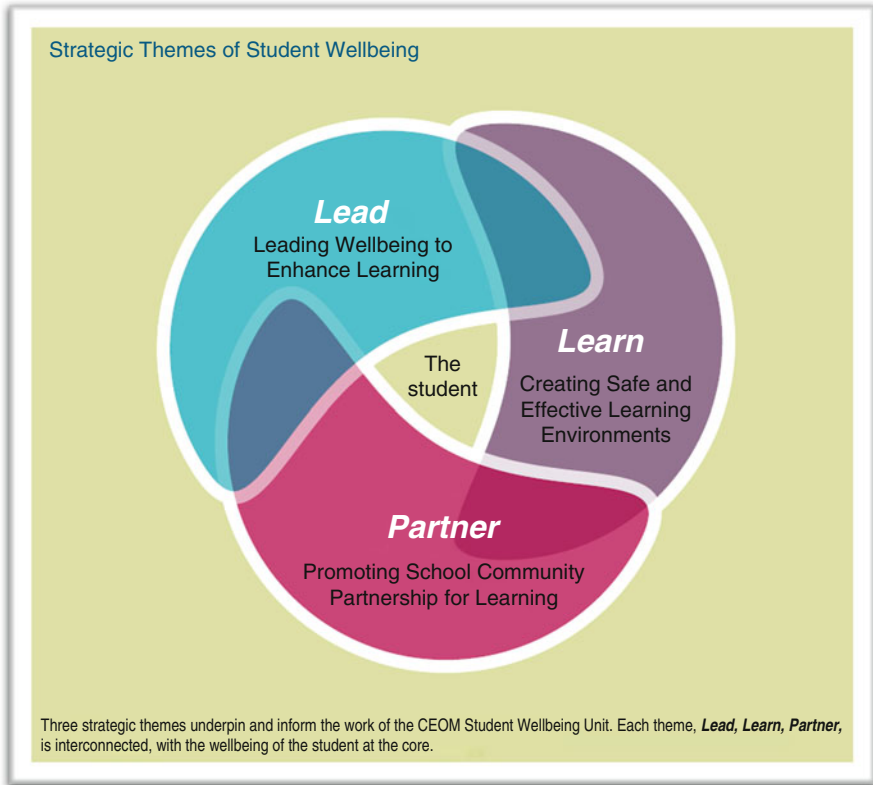 Strategic Themes of Student Wellbeing
Lead
Leading Wellbeing to
Enhance Learning
The
student
Learn
Creating Safe and
Effective Learning
Environments
Partner
Promoting School Community
Partnership for Learning
Three strategic themes underpin and inform the work of the CEOM Student Wellbeing Unit. Each theme, Lead, Learn, Partner,
is interconnected, with the wellbeing of the student at the core.